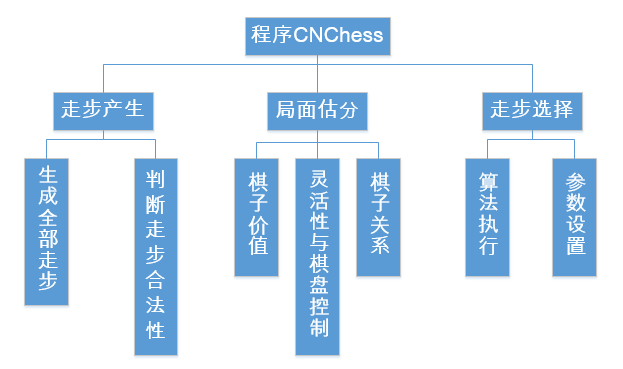 程序CNChess
走步产生
局面估分
走步选择
生成全部走步
判断走步合法性
棋子价值
灵活性与棋盘控制
棋子关系
算法执行
参数设置